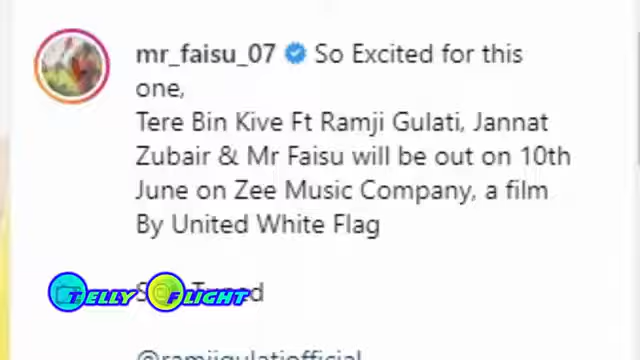 mr_faisu_07 So Excited for this
one,
Tere Bin Kive Ft Ramji Gulati, Jannat
Zubair & Mr Faisu will be out on 10th
June on Zee Music Company, a film
By United White Flag
TELLY FLIGHT
@ramjigulatiofficial